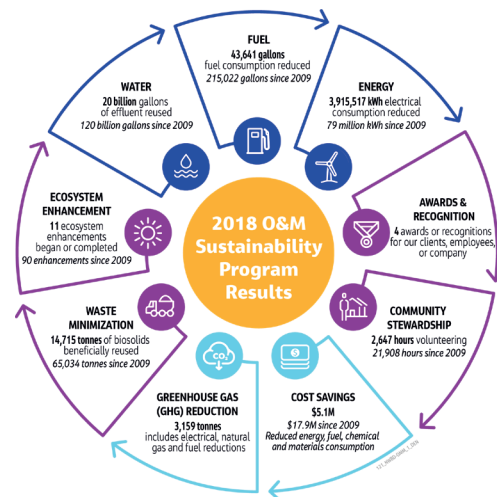 FUEL
43,641 gallons
fuel consumption reduced
215,022 gallons since 2009
ENERGY
3,915,517 kWh electrical
consumption reduced
79 million kWh since 2009
AWARDS &
RECOGNITION
4 awards or recognitions
for our clients, employees,
or company
COMMUNITY
STEWARDSHIP
2,647 hours volunteering
21,908 hours since 2009
COST SAVINGS
$5.1M
$17.9M since 2009
Reduced energy, fuel, chemical
and materials consumption
GREENHOUSE GAS
(GHG) REDUCTION
3,159 tonnes
includes electrical, natural
gas and fuel reductions
WASTE
MINIMIZATION
14,715 tonnes of biosolids
beneficially reused
65,034 tonnes since 2009
ECOSYSTEM
ENHANCEMENT
11 ecosystem
enhancements
began or completed
90 enhancements since 2009
WATER
20 billion gallons
of effluent reused
120 billion gallons since 2009
2018 O&M
Sustainability
Program
Results
CO2
$